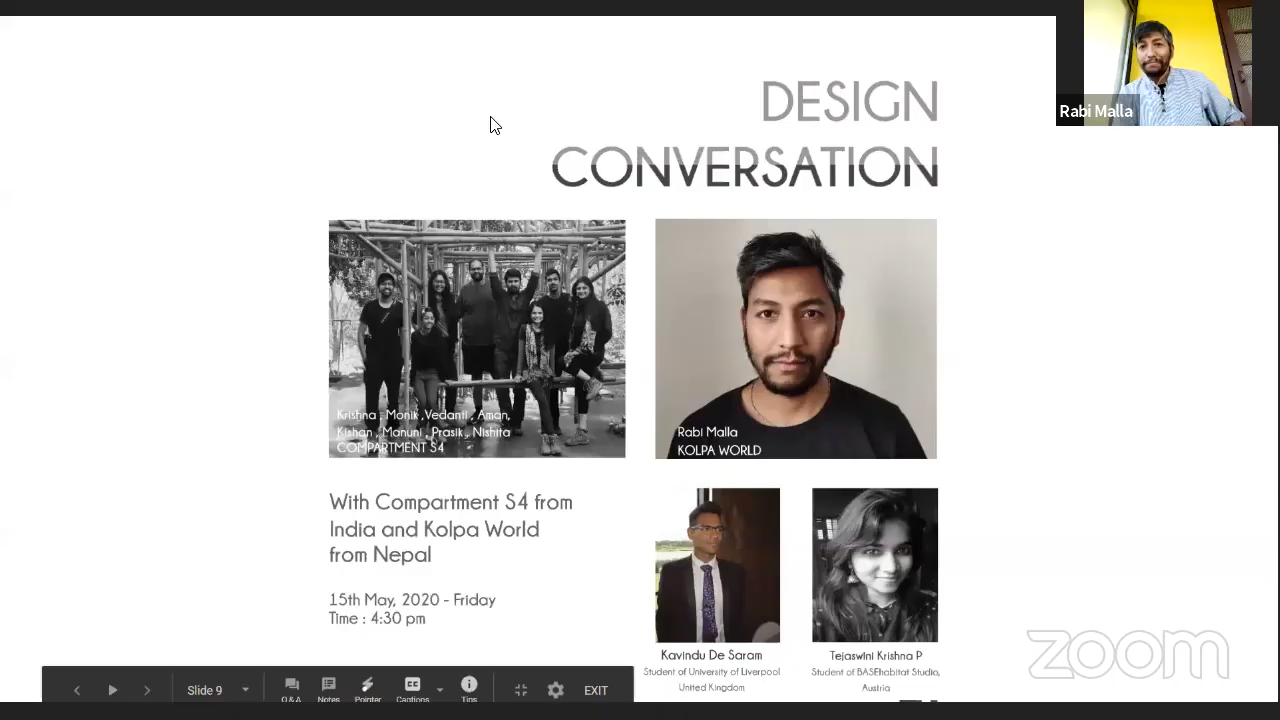 DESIGN
CONVERSATION
Rabi Malla
Krishna , Monik ,Vedanti , Aman,
Kishan , Manuni , Prasik , Nishita
COMPARTMENT S4
Rabi Malla
KOLPA WORLD
With Compartment S4 from
India and Kolpa World
from Nepal
15th May, 2020 - Friday
Time : 4:30 pm
Kavindu De Saram
Student of University of Liverpool
United Kingdom
Tejaswini Krishna P
Student of BASEhabitat Studio,
Austria
zoom
Slide 9
Q&A
Notes
Pointer
Captions
CC
Tips
EXIT